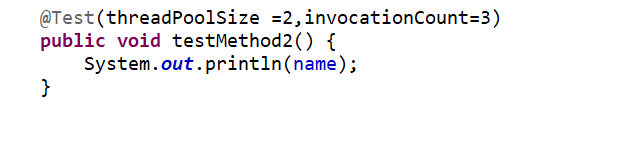 @Test(threadPoolSize =2,invocationCount=3)
public void testMethod2() {
    System.out.println(name);
}